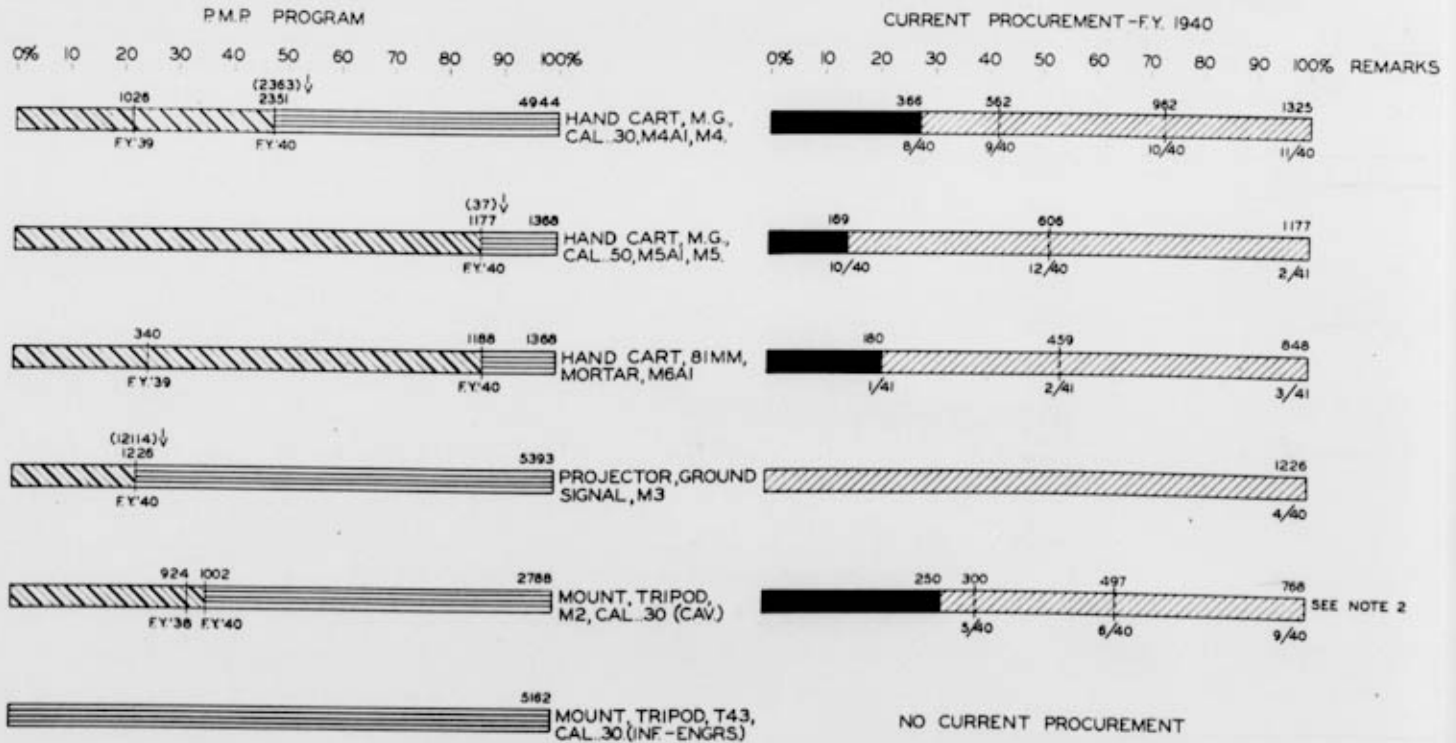 P.M.P. PROGRAM
CURRENT PROCUREMENT - F.Y. 1940
0% 10 20 30 40 50 60 70 80 90 100%
0% 10 20 30 40 50 60 70 80 90 100% REMARKS
(2363)
1026 2351 4944
F.Y.'39 F.Y.'40
HAND CART, M.G.,
CAL. .30, M4A1, M4.
366 562 962 1325
8/40 9/40 10/40 11/40
(37)
1177 1368
F.Y.'40
HAND CART, M.G.,
CAL. .50, M5A1, M5.
169 606 1177
10/40 12/40 2/41
340 1188 1368
F.Y.'39 F.Y.'40
HAND CART, 81MM,
MORTAR, M6A1
180 459 848
1/41 2/41 3/41
(12114)
1226 5393
F.Y.'40
PROJECTOR, GROUND
SIGNAL, M3
1226
4/40
924 1002 2788
F.Y.'38 F.Y.'40
MOUNT, TRIPOD,
M2, CAL. .30 (CAV.)
250 300 497 768
5/40 6/40 9/40
SEE NOTE 2
5162
MOUNT, TRIPOD, T43,
CAL. .30 (INF.-ENGRS)
NO CURRENT PROCUREMENT